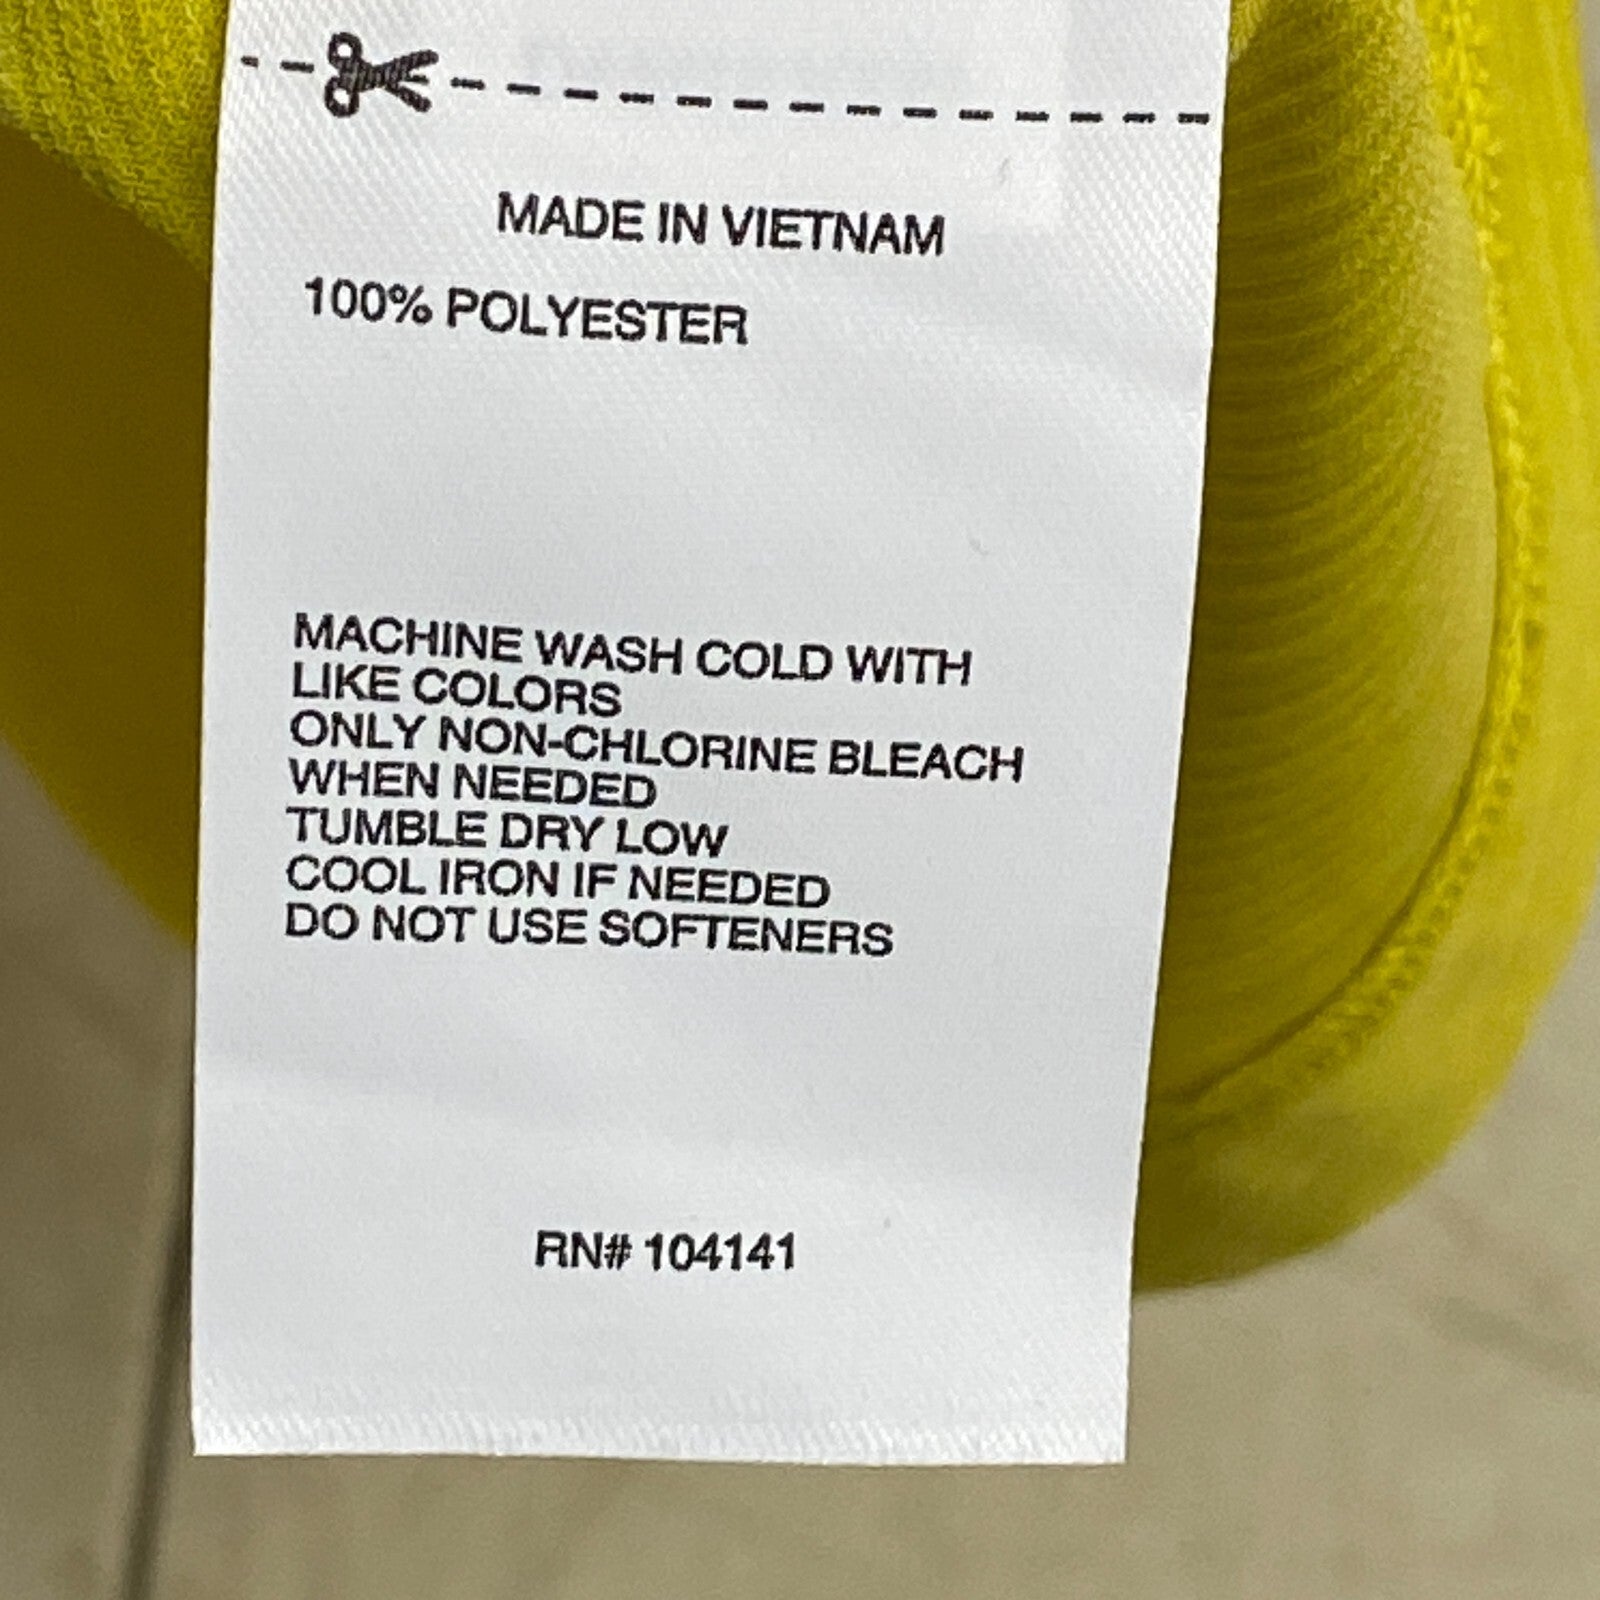 MADE IN VIETNAM
100% POLYESTER
MACHINE WASH COLD WITH
LIKE COLORS
ONLY NON-CHLORINE BLEACH
WHEN NEEDED
TUMBLE DRY LOW
COOL IRON IF NEEDED
DO NOT USE SOFTENERS
RN# 104141